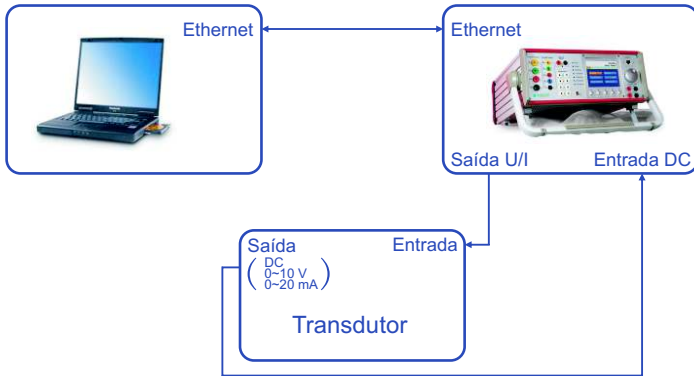 Ethernet
Ethernet
Saída U/I
Entrada DC
Saída
Entrada
( DC
0~10 V
0~20 mA )
Transdutor